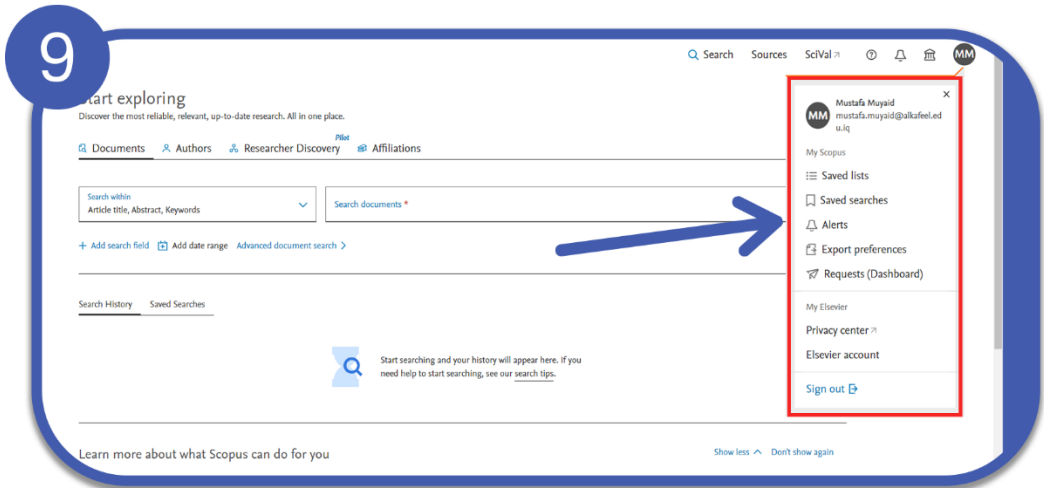 9
Search Sources SciVal
MM
Start exploring
Discover the most reliable, relevant, up-to-date research. All in one place.
Pilot
Documents Authors Researcher Discovery Affiliations
Search within
Article title, Abstract, Keywords
Search documents *
+ Add search field Add date range Advanced document search >
Search History Saved Searches
Start searching and your history will appear here. If you
need help to start searching, see our search tips.
Learn more about what Scopus can do for you
Show less Don't show again
MM
Mustafa Muyaid
mustafa.muyaid@alkafeel.ed
u.iq
My Scopus
Saved lists
Saved searches
Alerts
Export preferences
Requests (Dashboard)
My Elsevier
Privacy center
Elsevier account
Sign out